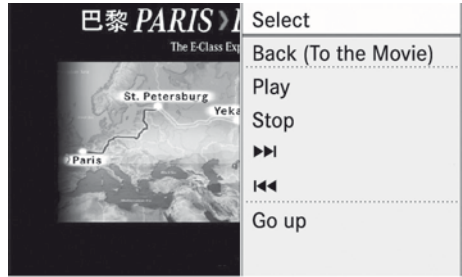 巴黎 PARIS
The E-Class Exp
St. Petersburg
Yeka
Paris
Select
Back (To the Movie)
Play
Stop
Go up